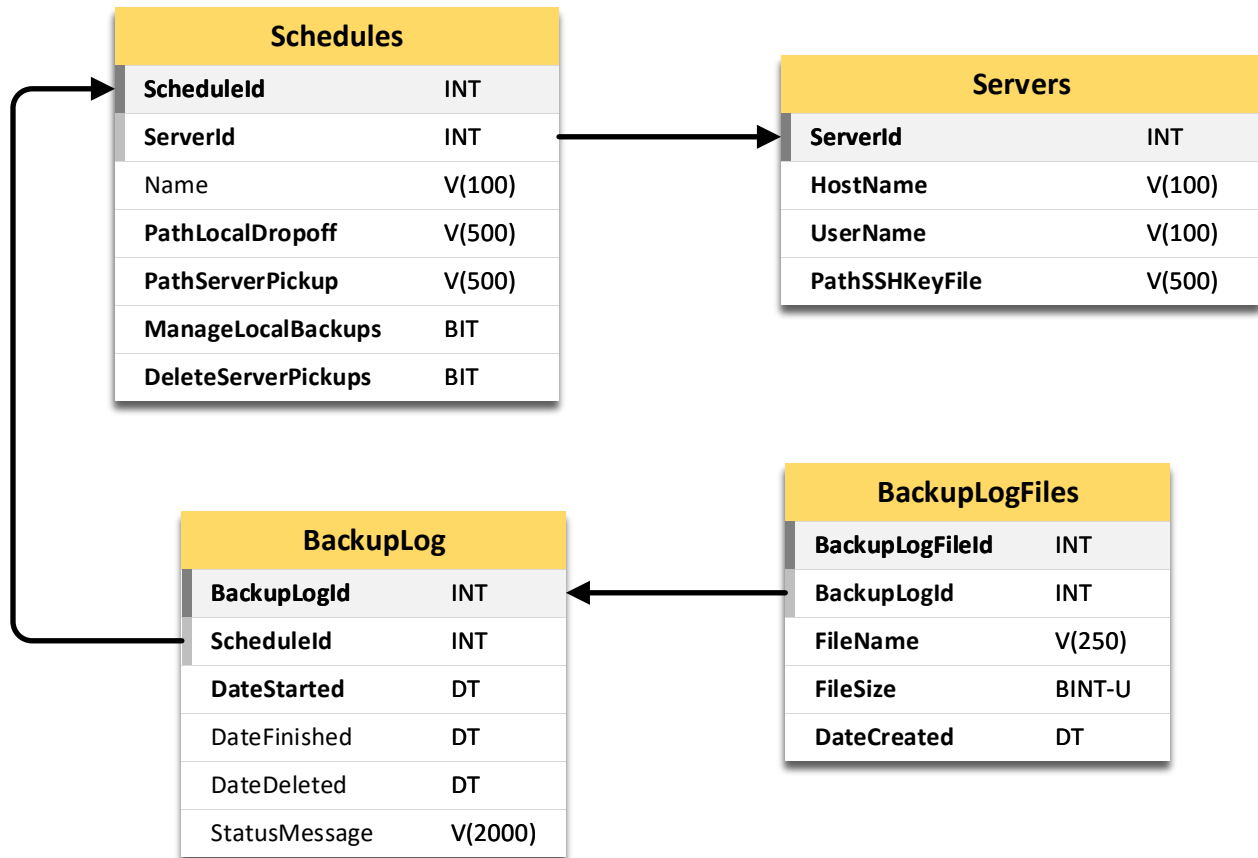 Schedules
ScheduleId INT
ServerId INT
Name V(100)
PathLocalDropoff V(500)
PathServerPickup V(500)
ManageLocalBackups BIT
DeleteServerPickups BIT
Servers
ServerId INT
HostName V(100)
UserName V(100)
PathSSHKeyFile V(500)
BackupLog
BackupLogId INT
ScheduleId INT
DateStarted DT
DateFinished DT
DateDeleted DT
StatusMessage V(2000)
BackupLogFiles
BackupLogFileId INT
BackupLogId INT
FileName V(250)
FileSize BINT-U
DateCreated DT